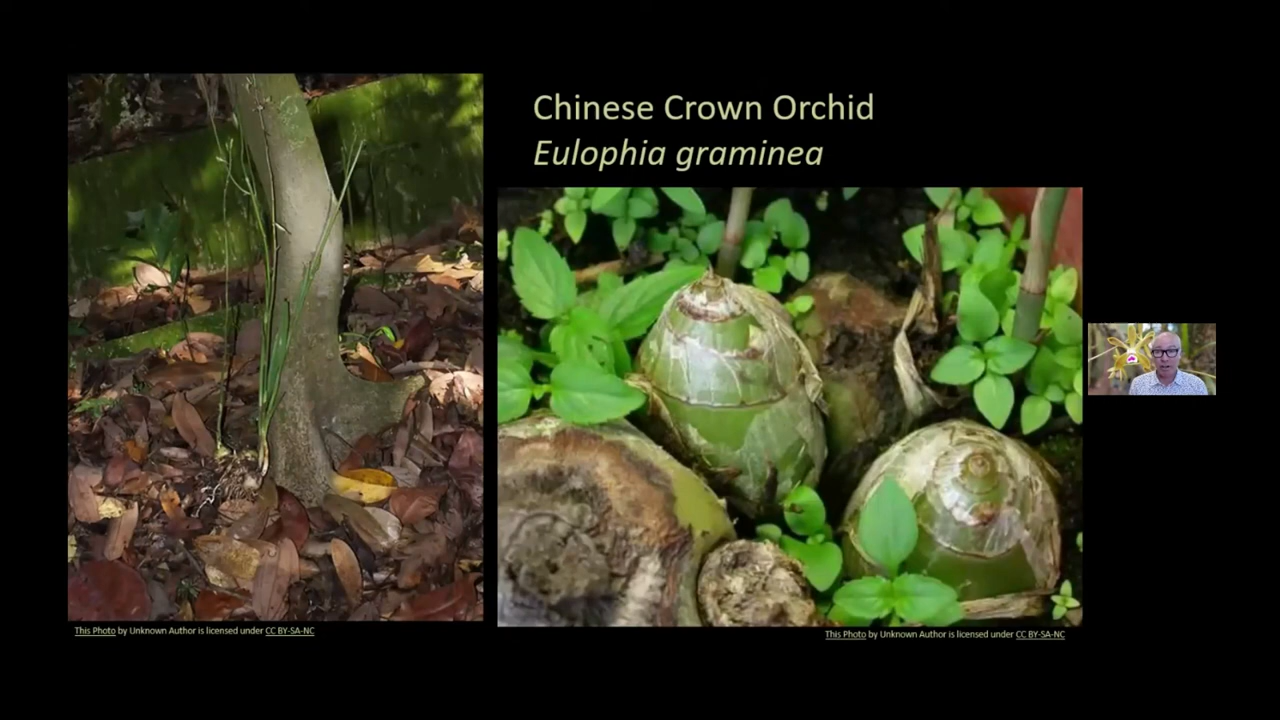 Chinese Crown Orchid
Eulophia graminea
This Photo by Unknown Author is licensed under CC BY-SA-NC
This Photo by Unknown Author is licensed under CC BY-SA-NC